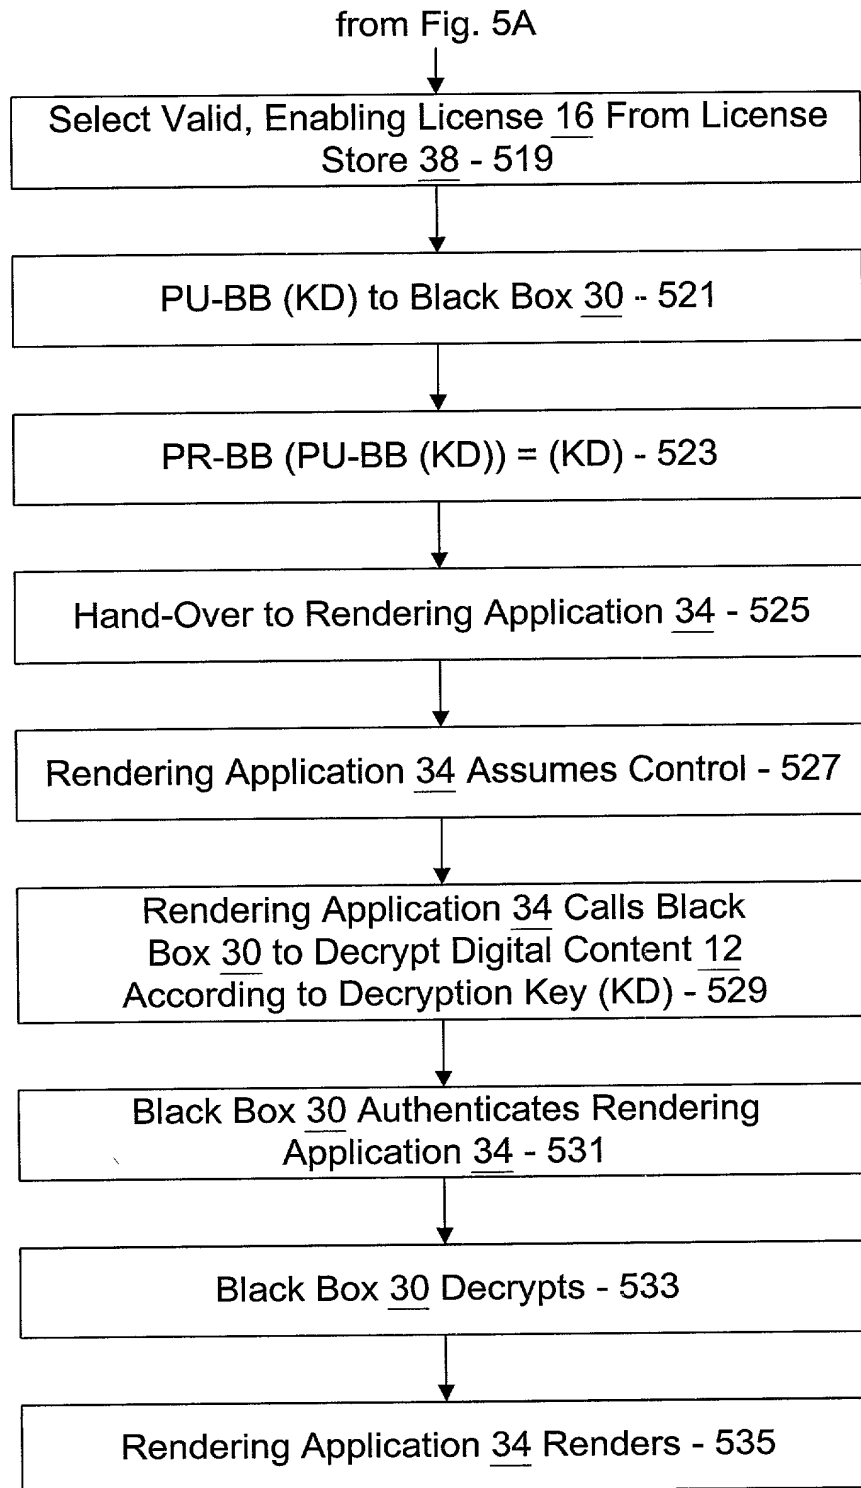 from Fig. 5A
Select Valid, Enabling License 16 From License
Store 38 - 519
PU-BB (KD) to Black Box 30 - 521
PR-BB (PU-BB (KD)) = (KD) - 523
Hand-Over to Rendering Application 34 - 525
Rendering Application 34 Assumes Control - 527
Rendering Application 34 Calls Black
Box 30 to Decrypt Digital Content 12
According to Decryption Key (KD) - 529
Black Box 30 Authenticates Rendering
Application 34 - 531
Black Box 30 Decrypts - 533
Rendering Application 34 Renders - 535